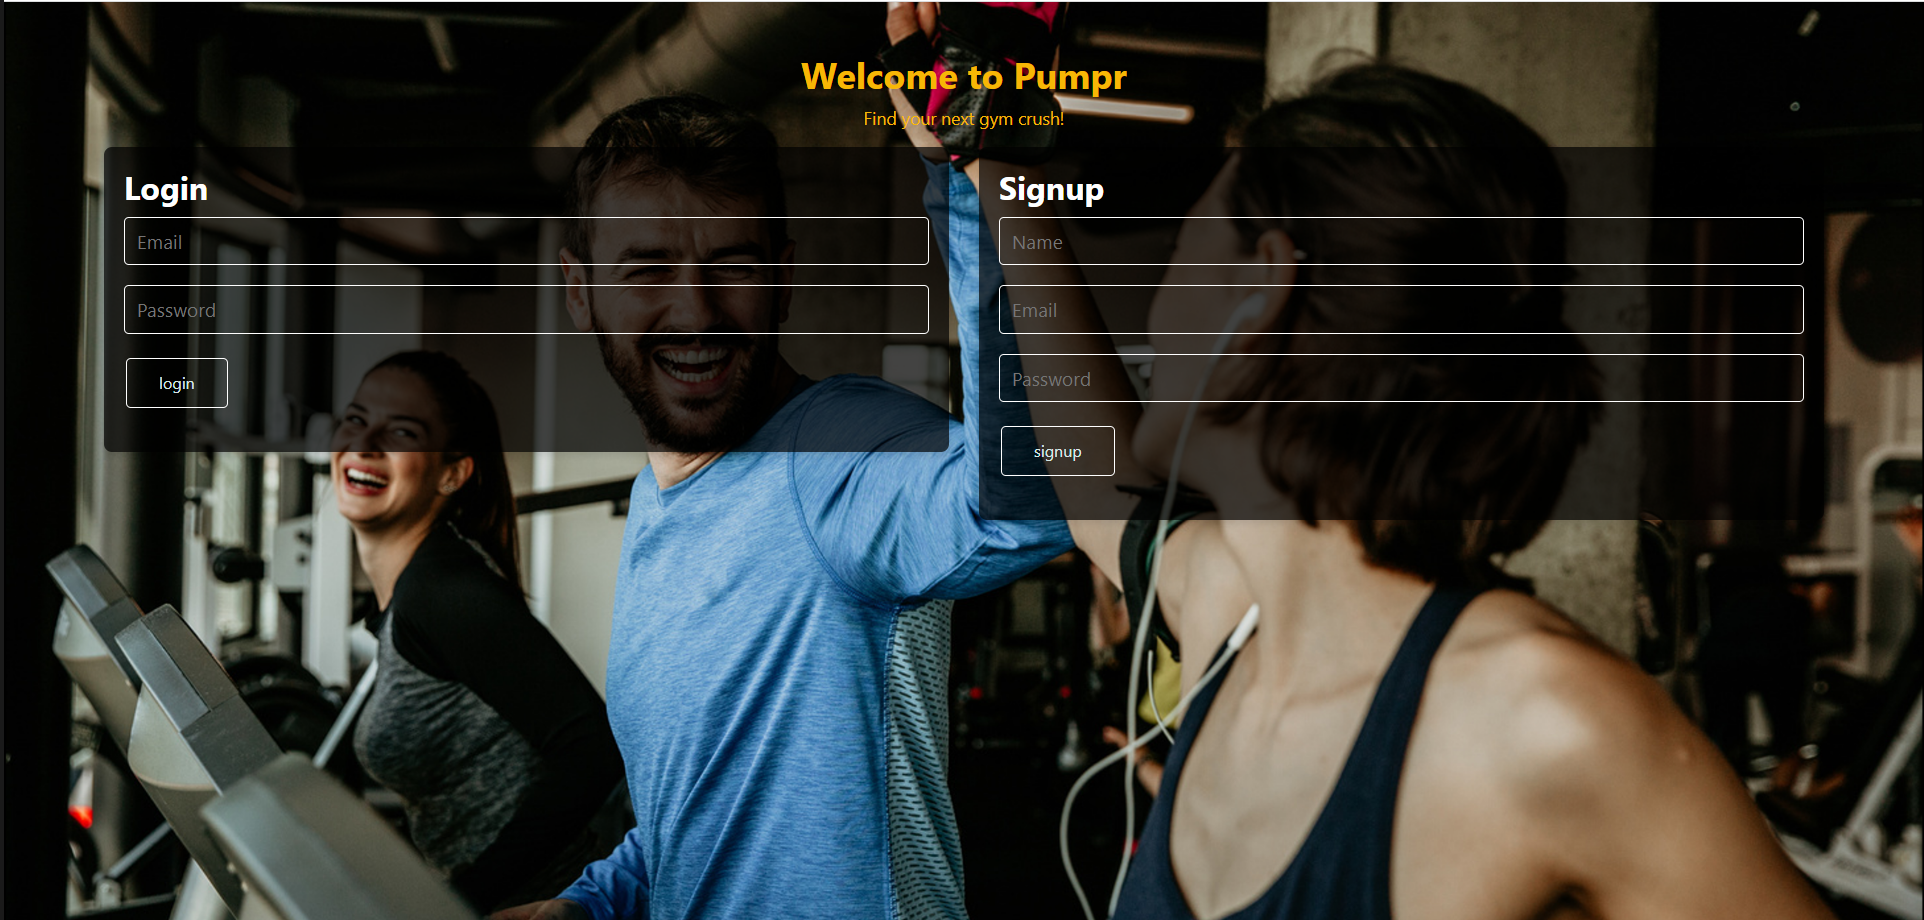 Welcome to Pumpr
Find your next gym crush!
Login
Email
Password
login
Signup
Name
Email
Password
signup